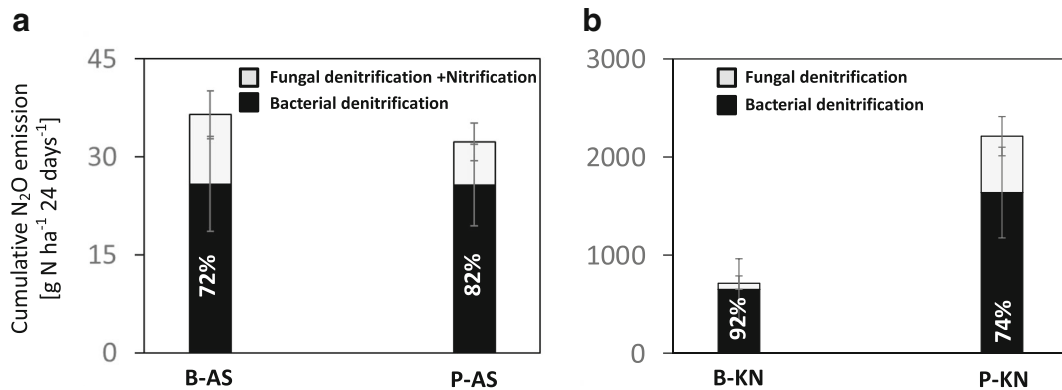 a
Cumulative N₂O emission
[g N ha⁻¹ 24 days⁻¹]
45
30
15
0
Fungal denitrification +Nitrification
Bacterial denitrification
72%
82%
B-AS
P-AS
b
3000
2000
1000
0
Fungal denitrification
Bacterial denitrification
92%
74%
B-KN
P-KN